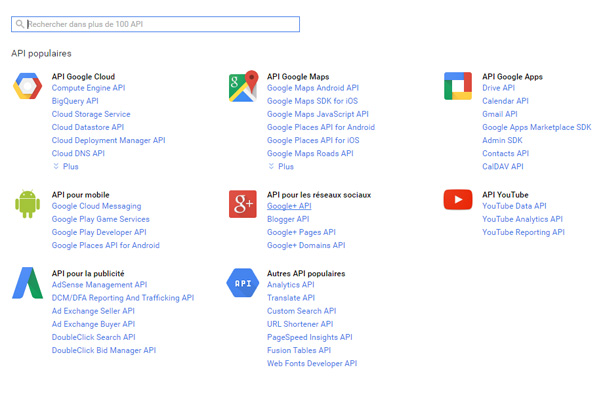 Rechercher dans plus de 100 API
API populaires
API Google Cloud
Compute Engine API
BigQuery API
Cloud Storage Service
Cloud Datastore API
Cloud Deployment Manager API
Cloud DNS API
Plus
API Google Maps
Google Maps Android API
Google Maps SDK for iOS
Google Maps JavaScript API
Google Places API for Android
Google Places API for iOS
Google Maps Roads API
Plus
API Google Apps
Drive API
Calendar API
Gmail API
Google Apps Marketplace SDK
Admin SDK
Contacts API
CalDAV API
API pour mobile
Google Cloud Messaging
Google Play Game Services
Google Play Developer API
Google Places API for Android
g+
API pour les réseaux sociaux
Google+ API
Blogger API
Google+ Pages API
Google+ Domains API
API YouTube
YouTube Data API
YouTube Analytics API
YouTube Reporting API
API pour la publicité
AdSense Management API
DCM/DFA Reporting And Trafficking API
Ad Exchange Seller API
Ad Exchange Buyer API
DoubleClick Search API
DoubleClick Bid Manager API
API
Autres API populaires
Analytics API
Translate API
Custom Search API
URL Shortener API
PageSpeed Insights API
Fusion Tables API
Web Fonts Developer API